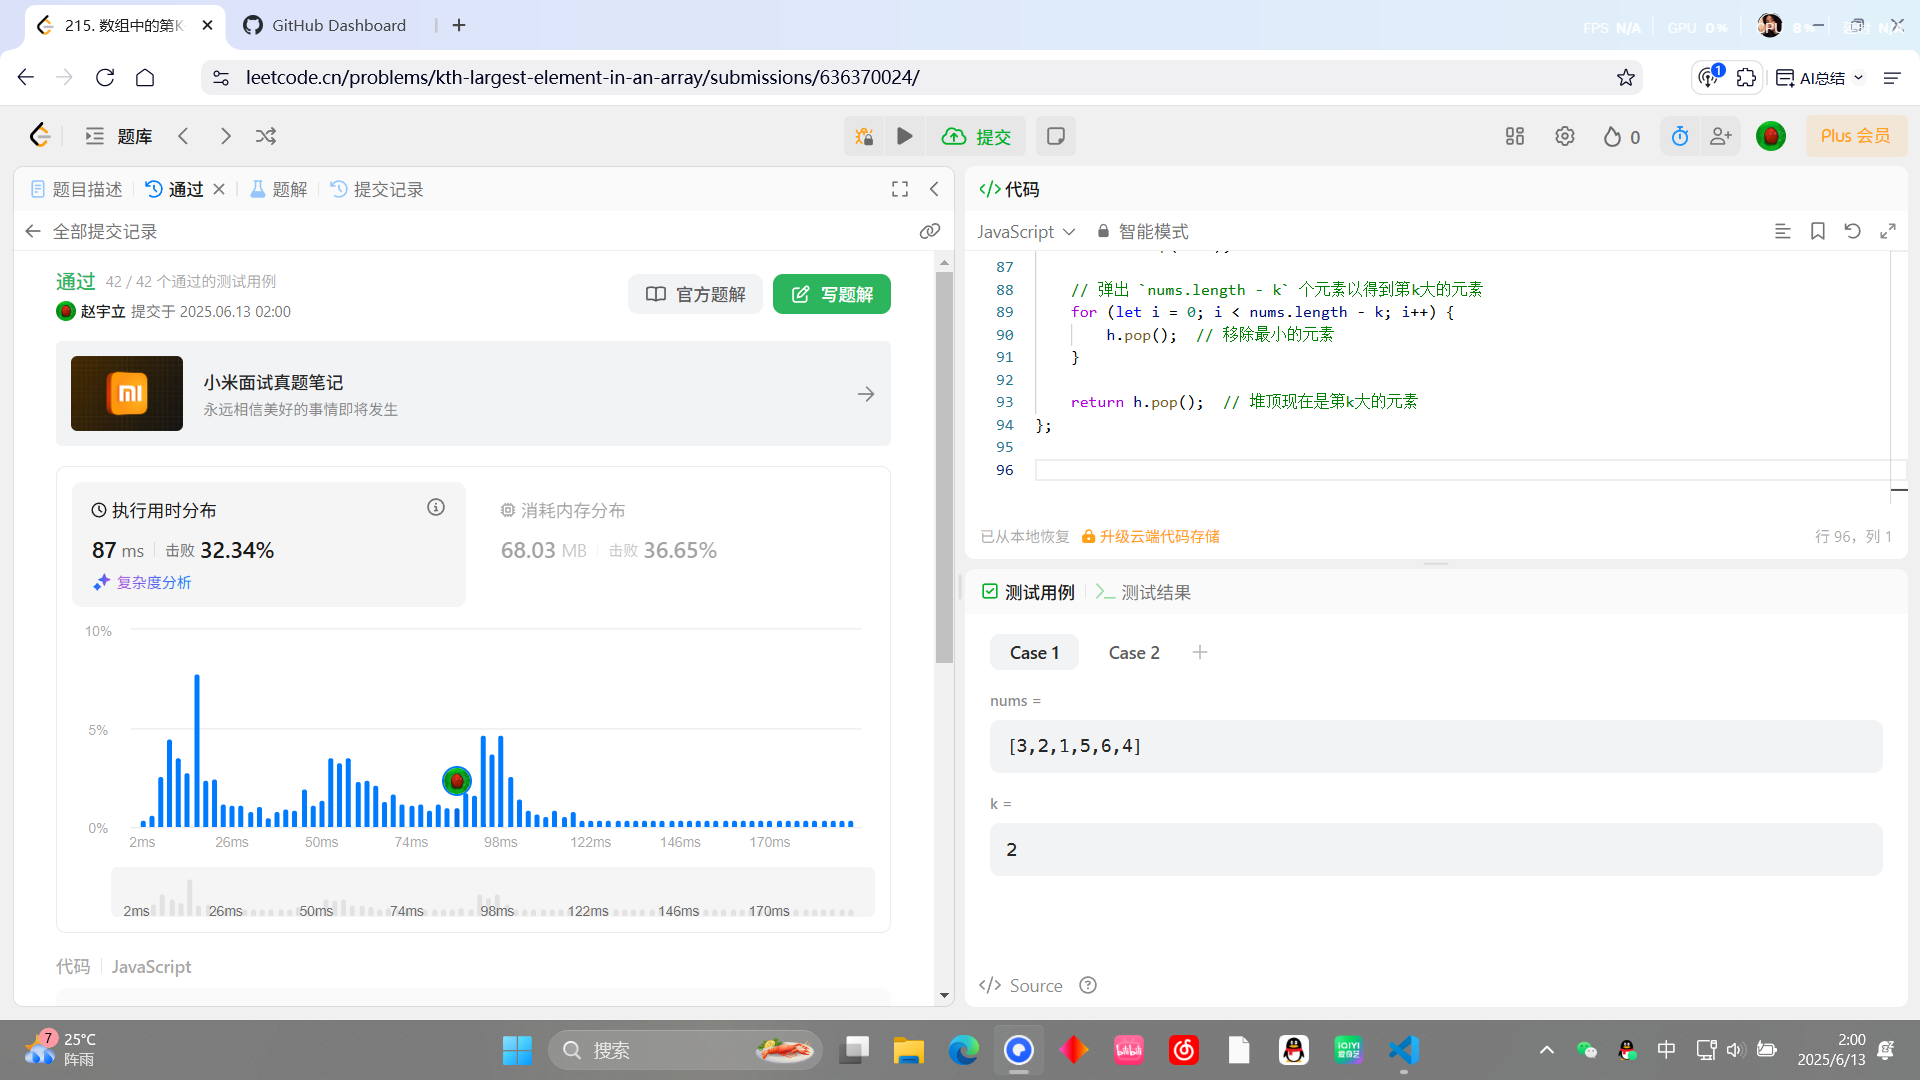 215. 数组中的第K
GitHub Dashboard
FPS N/A GPU 0% CPU 8% N/A
leetcode.cn/problems/kth-largest-element-in-an-array/submissions/636370024/
1
AI总结
题库
提交
0
Plus 会员
题目描述
通过
题解
提交记录
全部提交记录
通过 42 / 42 个通过的测试用例
赵宇立 提交于 2025.06.13 02:00
官方题解
写题解
小米面试真题笔记
永远相信美好的事情即将发生
执行用时分布
87 ms 击败 32.34%
复杂度分析
消耗内存分布
68.03 MB 击败 36.65%
10%
5%
0%
2ms 26ms 50ms 74ms 98ms 122ms 146ms 170ms
2ms 26ms 50ms 74ms 98ms 122ms 146ms 170ms
代码 JavaScript
</> 代码
JavaScript 智能模式
87
88 // 弹出 `nums.length - k` 个元素以得到第k大的元素
89 for (let i = 0; i < nums.length - k; i++) {
90 h.pop(); // 移除最小的元素
91 }
92
93 return h.pop(); // 堆顶现在是第k大的元素
94 };
95
96
已从本地恢复 升级云端代码存储
行 96，列 1
测试用例
测试结果
Case 1 Case 2
nums =
[3,2,1,5,6,4]
k =
2
</> Source
7
25°C
阵雨
搜索
bilibili
iQIYI
爱奇艺
中
2:00
2025/6/13